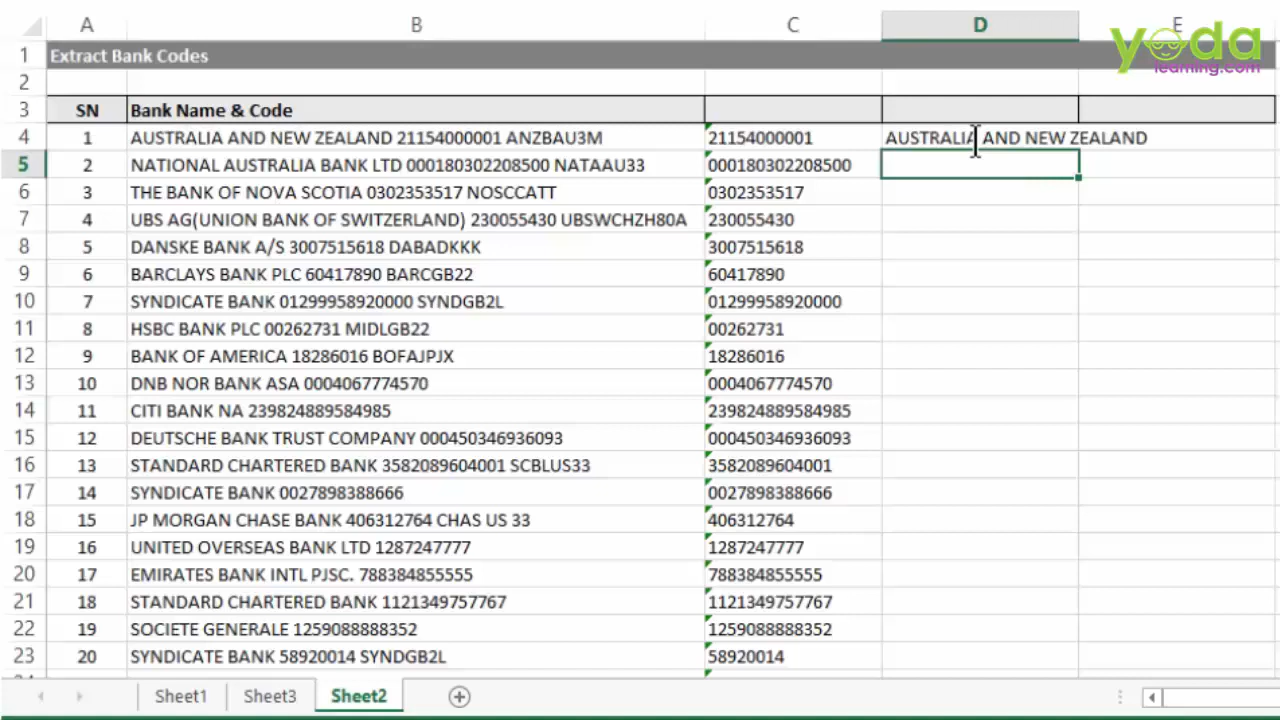 A B C D E
yoda
learning.com
1 Extract Bank Codes
2
3 SN Bank Name & Code
4 1 AUSTRALIA AND NEW ZEALAND 21154000001 ANZBAU3M 21154000001 AUSTRALIA AND NEW ZEALAND
5 2 NATIONAL AUSTRALIA BANK LTD 000180302208500 NATAAU33 000180302208500
6 3 THE BANK OF NOVA SCOTIA 0302353517 NOSCCATT 0302353517
7 4 UBS AG(UNION BANK OF SWITZERLAND) 230055430 UBSWCHZH80A 230055430
8 5 DANSKE BANK A/S 3007515618 DABADKKK 3007515618
9 6 BARCLAYS BANK PLC 60417890 BARCGB22 60417890
10 7 SYNDICATE BANK 01299958920000 SYNDGB2L 01299958920000
11 8 HSBC BANK PLC 00262731 MIDLGB22 00262731
12 9 BANK OF AMERICA 18286016 BOFAJPJX 18286016
13 10 DNB NOR BANK ASA 0004067774570 0004067774570
14 11 CITI BANK NA 239824889584985 239824889584985
15 12 DEUTSCHE BANK TRUST COMPANY 000450346936093 000450346936093
16 13 STANDARD CHARTERED BANK 3582089604001 SCBLUS33 3582089604001
17 14 SYNDICATE BANK 0027898388666 0027898388666
18 15 JP MORGAN CHASE BANK 406312764 CHAS US 33 406312764
19 16 UNITED OVERSEAS BANK LTD 1287247777 1287247777
20 17 EMIRATES BANK INTL PJSC. 788384855555 788384855555
21 18 STANDARD CHARTERED BANK 1121349757767 1121349757767
22 19 SOCIETE GENERALE 1259088888352 1259088888352
23 20 SYNDICATE BANK 58920014 SYNDGB2L 58920014
Sheet1 Sheet3 Sheet2